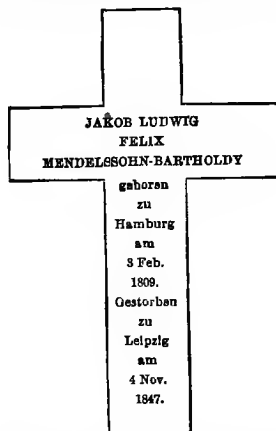 JAKOB LUDWIG
FELIX
MENDELSSOHN-BARTHOLDY
geboren
zu
Hamburg
am
3 Feb.
1809.
Gestorben
zu
Leipzig
am
4 Nov.
1847.